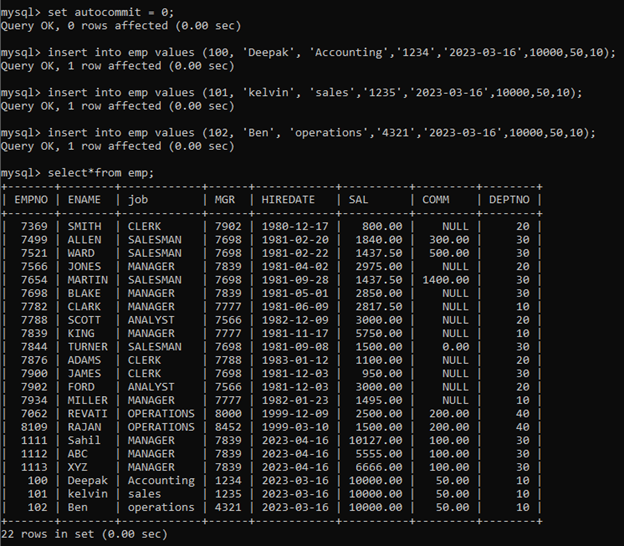 mysql> set autocommit = 0;
Query OK, 0 rows affected (0.00 sec)
mysql> insert into emp values (100, 'Deepak', 'Accounting','1234','2023-03-16',10000,50,10);
Query OK, 1 row affected (0.00 sec)
mysql> insert into emp values (101, 'kelvin', 'sales','1235','2023-03-16',10000,50,10);
Query OK, 1 row affected (0.00 sec)
mysql> insert into emp values (102, 'Ben', 'operations','4321','2023-03-16',10000,50,10);
Query OK, 1 row affected (0.00 sec)
mysql> select*from emp;
+-------+--------+------------+------+------------+----------+---------+--------+
| EMPNO | ENAME | job | MGR | HIREDATE | SAL | COMM | DEPTNO |
+-------+--------+------------+------+------------+----------+---------+--------+
| 7369 | SMITH | CLERK | 7902 | 1980-12-17 | 800.00 | NULL | 20 |
| 7499 | ALLEN | SALESMAN | 7698 | 1981-02-20 | 1840.00 | 300.00 | 30 |
| 7521 | WARD | SALESMAN | 7698 | 1981-02-22 | 1437.50 | 500.00 | 30 |
| 7566 | JONES | MANAGER | 7839 | 1981-04-02 | 2975.00 | NULL | 20 |
| 7654 | MARTIN | SALESMAN | 7698 | 1981-09-28 | 1437.50 | 1400.00 | 30 |
| 7698 | BLAKE | MANAGER | 7839 | 1981-05-01 | 2850.00 | NULL | 30 |
| 7782 | CLARK | MANAGER | 7777 | 1981-06-09 | 2817.50 | NULL | 10 |
| 7788 | SCOTT | ANALYST | 7566 | 1982-12-09 | 3000.00 | NULL | 20 |
| 7839 | KING | MANAGER | 7777 | 1981-11-17 | 5750.00 | NULL | 10 |
| 7844 | TURNER | SALESMAN | 7698 | 1981-09-08 | 1500.00 | 0.00 | 30 |
| 7876 | ADAMS | CLERK | 7788 | 1983-01-12 | 1100.00 | NULL | 20 |
| 7900 | JAMES | CLERK | 7698 | 1981-12-03 | 950.00 | NULL | 30 |
| 7902 | FORD | ANALYST | 7566 | 1981-12-03 | 3000.00 | NULL | 20 |
| 7934 | MILLER | MANAGER | 7777 | 1982-01-23 | 1495.00 | NULL | 10 |
| 7062 | REVATI | OPERATIONS | 8000 | 1999-12-09 | 2500.00 | 200.00 | 40 |
| 8109 | RAJAN | OPERATIONS | 8452 | 1999-03-10 | 1500.00 | 200.00 | 40 |
| 1111 | Sahil | MANAGER | 7839 | 2023-04-16 | 10127.00 | 100.00 | 30 |
| 1112 | ABC | MANAGER | 7839 | 2023-04-16 | 5555.00 | 100.00 | 30 |
| 1113 | XYZ | MANAGER | 7839 | 2023-04-16 | 6666.00 | 100.00 | 30 |
| 100 | Deepak | Accounting | 1234 | 2023-03-16 | 10000.00 | 50.00 | 10 |
| 101 | kelvin | sales | 1235 | 2023-03-16 | 10000.00 | 50.00 | 10 |
| 102 | Ben | operations | 4321 | 2023-03-16 | 10000.00 | 50.00 | 10 |
+-------+--------+------------+------+------------+----------+---------+--------+
22 rows in set (0.00 sec)